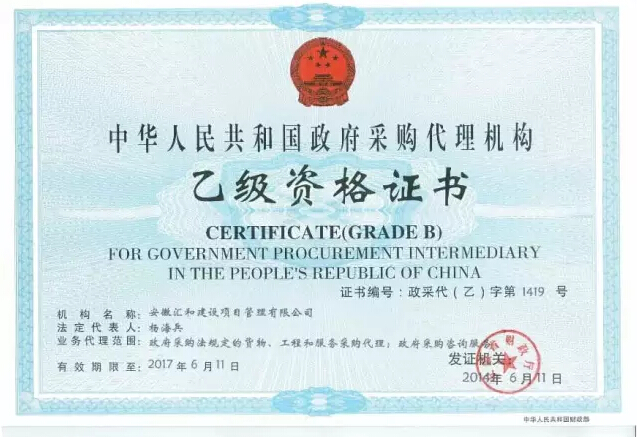 中华人民共和国政府采购代理机构
乙级资格证书
CERTIFICATE(GRADE B)
FOR GOVERNMENT PROCUREMENT INTERMEDIARY
IN THE PEOPLE'S REPUBLIC OF CHINA
证书编号：政采代（乙）字第 1419 号
机构名称：安徽汇和建设项目管理有限公司
法定代表人：杨海兵
业务代理范围：政府采购法规定的货物、工程和服务采购代理；政府采购咨询服务
有效期限至：2017 年 6 月 11 日
发证机关：
2014 年 6 月 11 日
省财政厅
中华人民共和国财政部